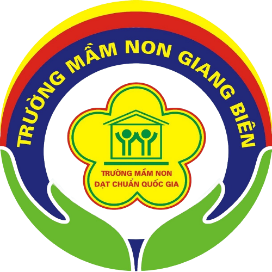 TRƯỜNG MẦM NON GIANG BIÊN
TRƯỜNG MẦM NON
ĐẠT CHUẨN QUỐC GIA